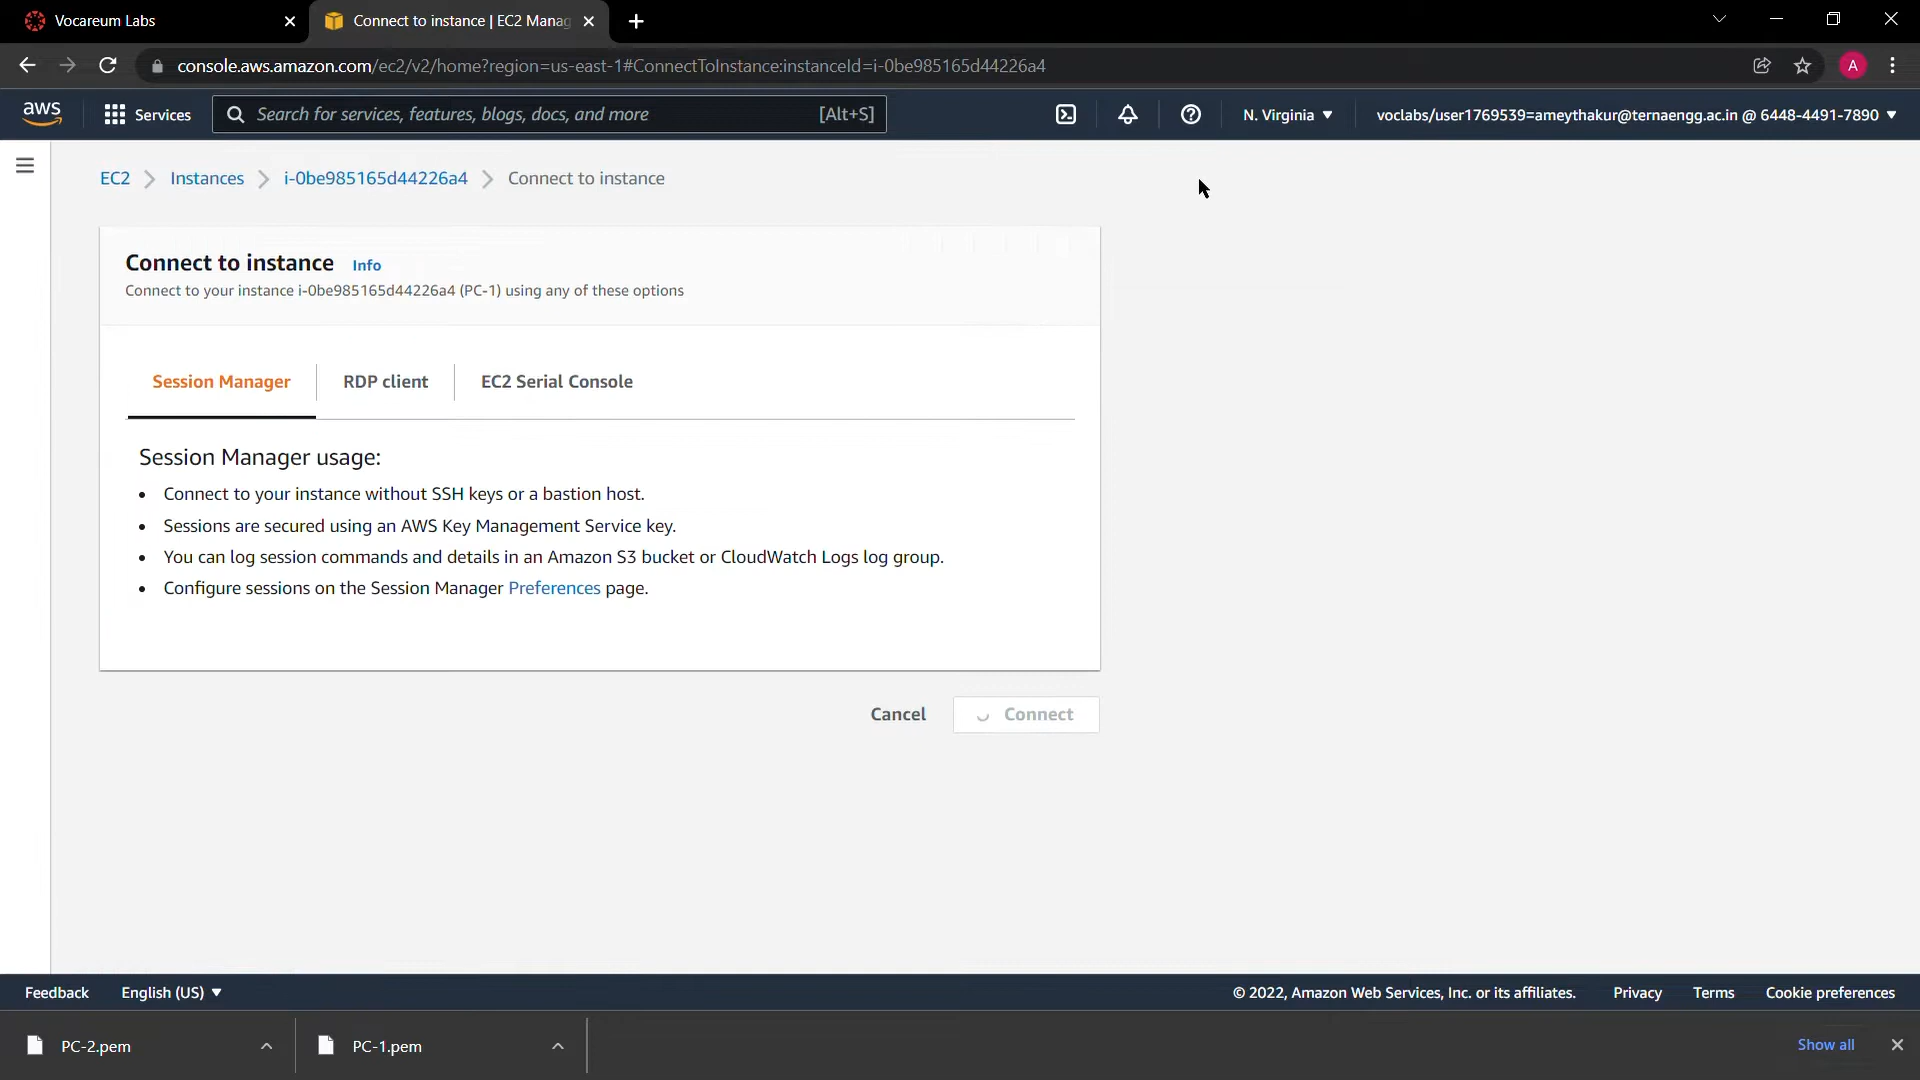 Vocareum Labs
Connect to instance | EC2 Manag
console.aws.amazon.com/ec2/v2/home?region=us-east-1#ConnectToInstance:instanceId=i-0be985165d44226a4
A
aws
Services
Search for services, features, blogs, docs, and more
[Alt+S]
N. Virginia
voclabs/user1769539=ameythakur@ternaengg.ac.in @ 6448-4491-7890
EC2 Instances i-0be985165d44226a4 Connect to instance
Connect to instance Info
Connect to your instance i-0be985165d44226a4 (PC-1) using any of these options
Session Manager RDP client EC2 Serial Console
Session Manager usage:
• Connect to your instance without SSH keys or a bastion host.
• Sessions are secured using an AWS Key Management Service key.
• You can log session commands and details in an Amazon S3 bucket or CloudWatch Logs log group.
• Configure sessions on the Session Manager Preferences page.
Cancel Connect
Feedback English (US)
© 2022, Amazon Web Services, Inc. or its affiliates. Privacy Terms Cookie preferences
PC-2.pem PC-1.pem Show all